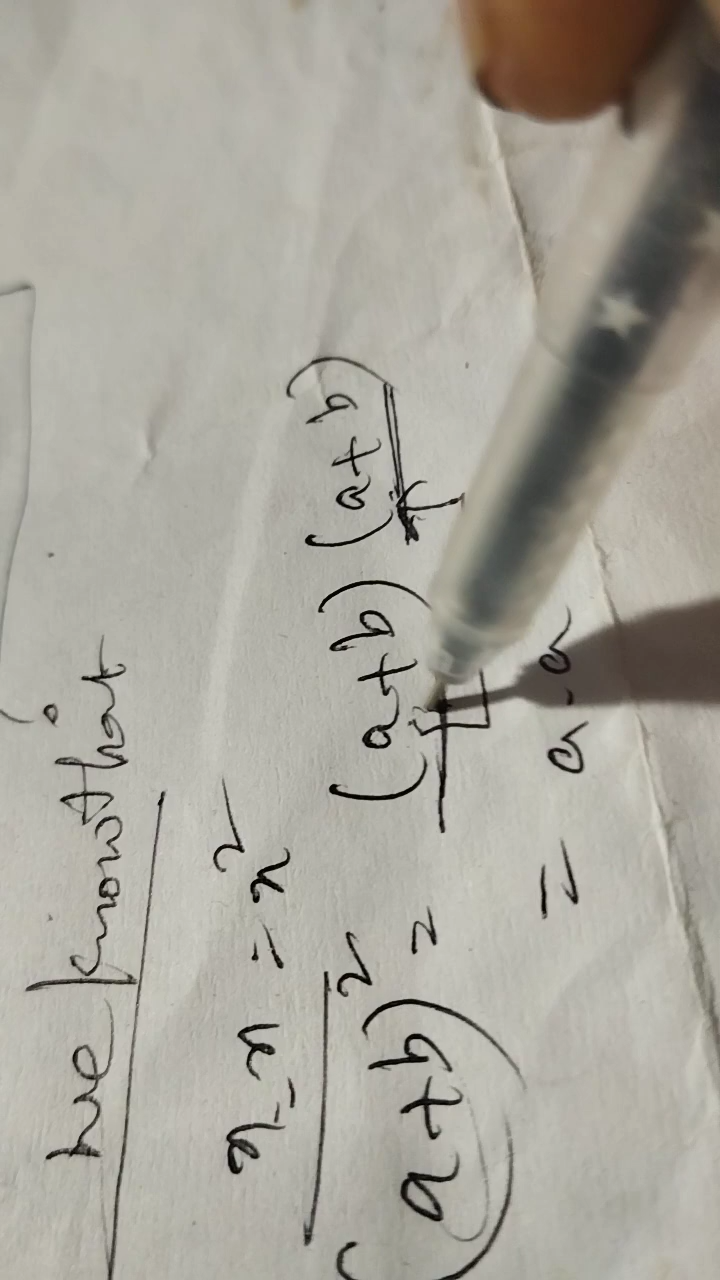 we know that
x·x = x²
(a+b)² = (a+b) (a+b)
= a·a